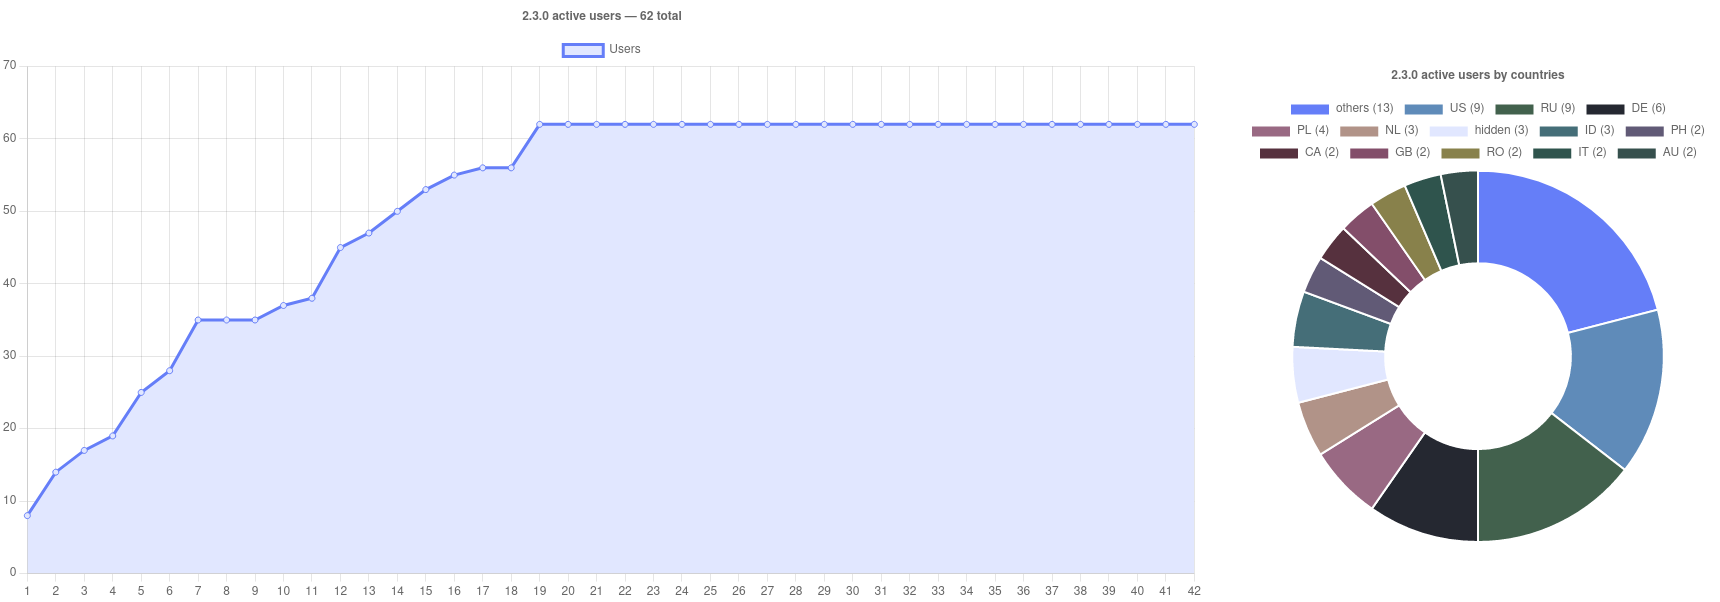 2.3.0 active users — 62 total
Users
70
60
50
40
30
20
10
0
1 2 3 4 5 6 7 8 9 10 11 12 13 14 15 16 17 18 19 20 21 22 23 24 25 26 27 28 29 30 31 32 33 34 35 36 37 38 39 40 41 42
2.3.0 active users by countries
others (13) US (9) RU (9) DE (6)
PL (4) NL (3) hidden (3) ID (3) PH (2)
CA (2) GB (2) RO (2) IT (2) AU (2)